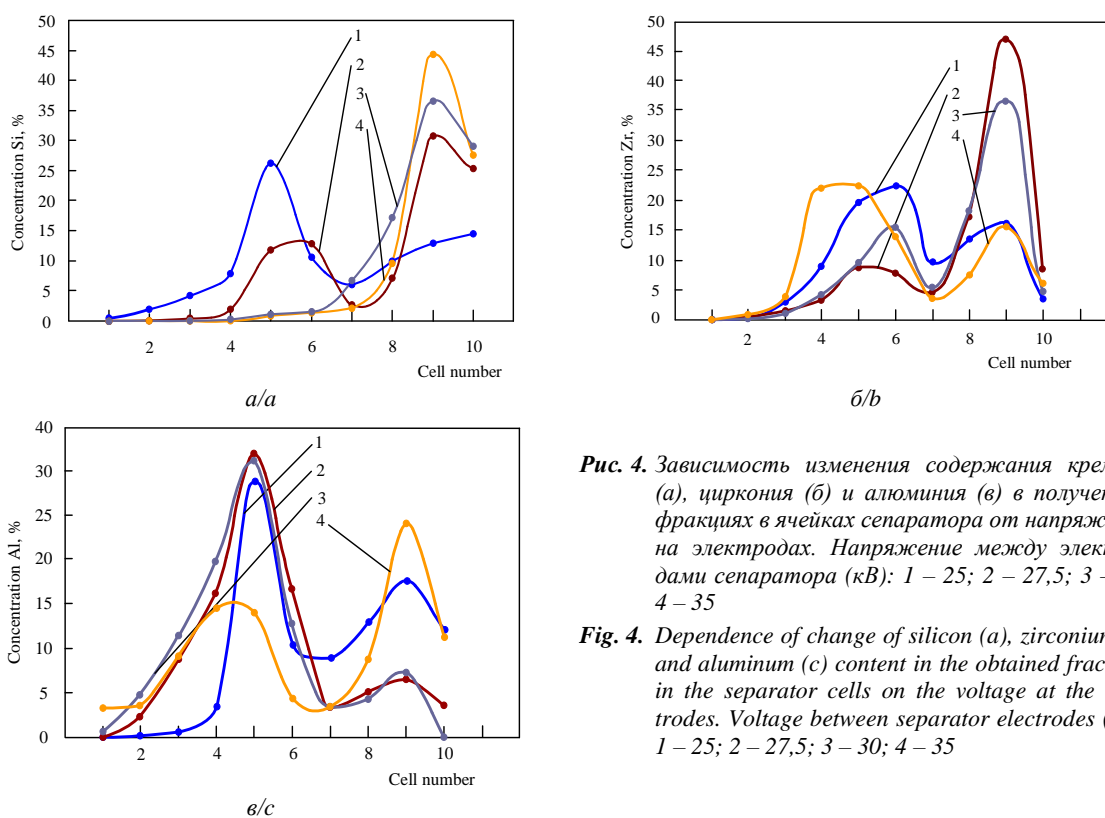 50
45
40
35
30
25
20
15
10
5
0
Concentration Si, %
1
2
3
4
2 4 6 8 10
Cell number
а/a
50
45
40
35
30
25
20
15
10
5
0
Concentration Zr, %
1
2
3
4
2 4 6 8 10
Cell number
б/b
40
35
30
25
20
15
10
5
0
Concentration Al, %
1
2
3
4
2 4 6 8 10
Cell number
в/c
Рис. 4. Зависимость изменения содержания крем
(а), циркония (б) и алюминия (в) в получен
фракциях в ячейках сепаратора от напряж
на электродах. Напряжение между элект
дами сепаратора (кВ): 1 – 25; 2 – 27,5; 3 –
4 – 35
Fig. 4. Dependence of change of silicon (a), zirconium
and aluminum (c) content in the obtained frac
in the separator cells on the voltage at the
trodes. Voltage between separator electrodes (
1 – 25; 2 – 27,5; 3 – 30; 4 – 35